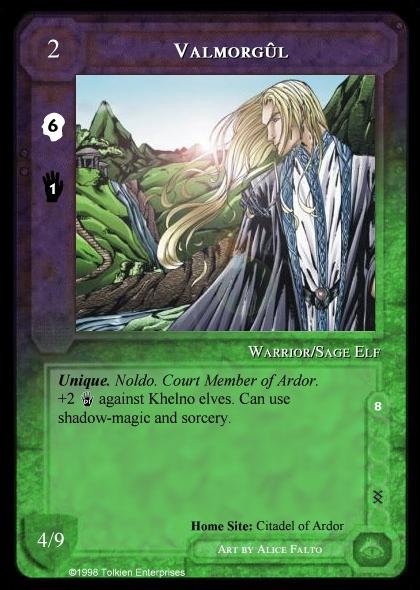 2
VALMORGÛL
6
1
WARRIOR/SAGE ELF
Unique. Noldo. Court Member of Ardor.
+2 against Khelno elves. Can use
shadow-magic and sorcery.
8
Home Site: Citadel of Ardor
4/9
ART BY ALICE FALTO
©1998 Tolkien Enterprises